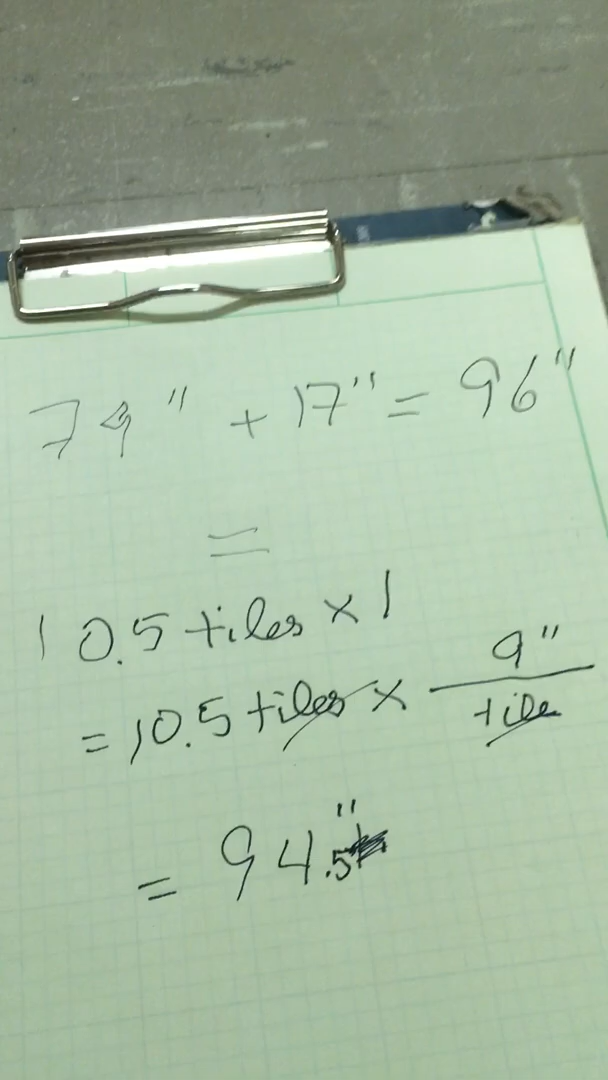 79" + 17" = 96"
=
10.5 tiles x 1
= 10.5 tiles x 9" / tile
= 94.5"